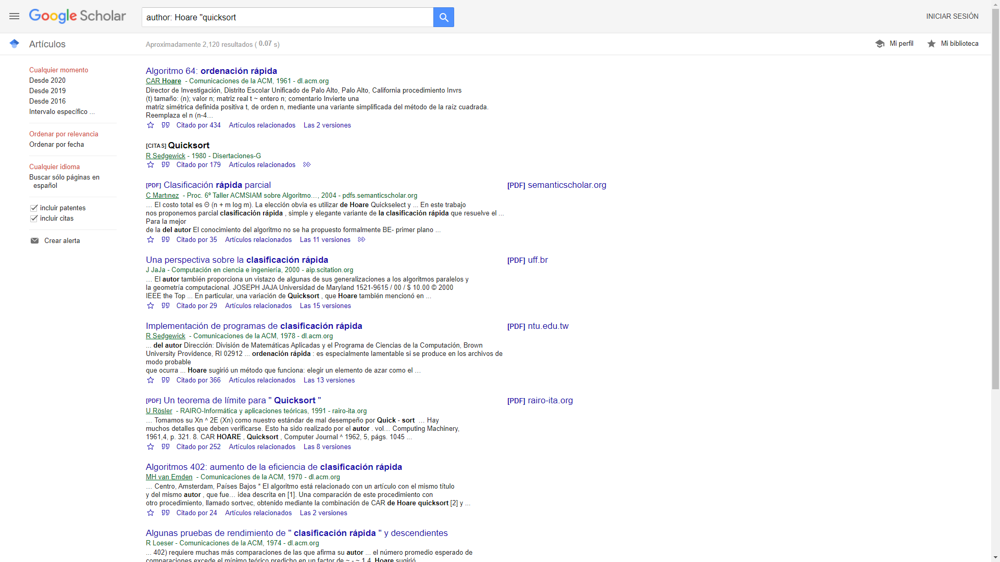 Google Scholar
author: Hoare "quicksort
INICIAR SESIÓN
Artículos
Aproximadamente 2,120 resultados ( 0.07 s)
Mi perfil
Mi biblioteca
Cualquier momento
Desde 2020
Desde 2019
Desde 2016
Intervalo específico ...
Ordenar por relevancia
Ordenar por fecha
Cualquier idioma
Buscar sólo páginas en
español
incluir patentes
incluir citas
Crear alerta
Algoritmo 64: ordenación rápida
CAR Hoare - Comunicaciones de la ACM, 1961 - dl.acm.org
Director de Investigación, Distrito Escolar Unificado de Palo Alto, Palo Alto, California procedimiento Invrs
(t) tamaño: (n); valor n; matriz real t ~ entero n; comentario Invierte una
matriz simétrica definida positiva t, de orden n, mediante una variante simplificada del método de la raíz cuadrada.
Reemplaza el n (n-4...
Citado por 434 Artículos relacionados Las 2 versiones
[CITAS] Quicksort
R Sedgewick - 1980 - Disertaciones-G
Citado por 179 Artículos relacionados
[PDF] Clasificación rápida parcial
C Martınez - Proc. 6º Taller ACMSIAM sobre Algoritmo..., 2004 - pdfs.semanticscholar.org
... El costo total es Θ (n + m log m). La elección obvia es utilizar de Hoare Quickselect y ... En este trabajo
nos proponemos parcial clasificación rápida , simple y elegante variante de la clasificación rápida que resuelve el ...
Para la mejor
de la del autor El conocimiento del algoritmo no se ha propuesto formalmente BE- primer plano ...
Citado por 35 Artículos relacionados Las 11 versiones
[PDF] semanticscholar.org
Una perspectiva sobre la clasificación rápida
J JaJa - Computación en ciencia e ingeniería, 2000 - aip.scitation.org
... El autor también proporciona un vistazo de algunas de sus generalizaciones a los algoritmos paralelos y
la geometría computacional. JOSEPH JAJA Universidad de Maryland 1521-9615 / 00 / $ 10.00 © 2000
IEEE the Top ... En particular, una variación de Quicksort , que Hoare también mencionó en ...
Citado por 29 Artículos relacionados Las 15 versiones
[PDF] uff.br
Implementación de programas de clasificación rápida
R Sedgewick - Comunicaciones de la ACM, 1978 - dl.acm.org
... del autor Dirección: División de Matemáticas Aplicadas y el Programa de Ciencias de la Computación, Brown
University Providence, RI 02912 ... ordenación rápida : es especialmente lamentable si se produce en los archivos de
modo probable
que ocurra ... Hoare sugirió un método que funciona: elegir un elemento de azar como el ...
Citado por 366 Artículos relacionados Las 13 versiones
[PDF] ntu.edu.tw
[PDF] Un teorema de límite para " Quicksort "
U Rösler - RAIRO-Informática y aplicaciones teóricas, 1991 - rairo-ita.org
... Tomamos su Xn ^ 2E (Xn) como nuestro estándar de mal desempeño por Quick - sort ... Hay
muchos detalles que deben verificarse. Esto ha sido realizado por el autor . vol... Computing Machinery,
1961,4, p. 321. 8. CAR HOARE , Quicksort , Computer Journal ^ 1962, 5, págs. 1045 ...
Citado por 252 Artículos relacionados Las 8 versiones
[PDF] rairo-ita.org
Algoritmos 402: aumento de la eficiencia de clasificación rápida
MH van Emden - Comunicaciones de la ACM, 1970 - dl.acm.org
... Centro, Amsterdam, Países Bajos * El algoritmo está relacionado con un artículo con el mismo título
y del mismo autor , que fue... idea descrita en [1]. Una comparación de este procedimiento con
otro procedimiento, llamado sortvec, obtenido mediante la combinación de CAR de Hoare quicksort [2] y ...
Citado por 24 Artículos relacionados Las 2 versiones
Algunas pruebas de rendimiento de " clasificación rápida " y descendientes
R Loeser - Comunicaciones de la ACM, 1974 - dl.acm.org
... 402) requiere muchas más comparaciones de las que afirma su autor ... el número promedio esperado de
comparaciones excede el mínimo teórico predicho en un factor de ~ - ~ 1.4. Hoare sugirió